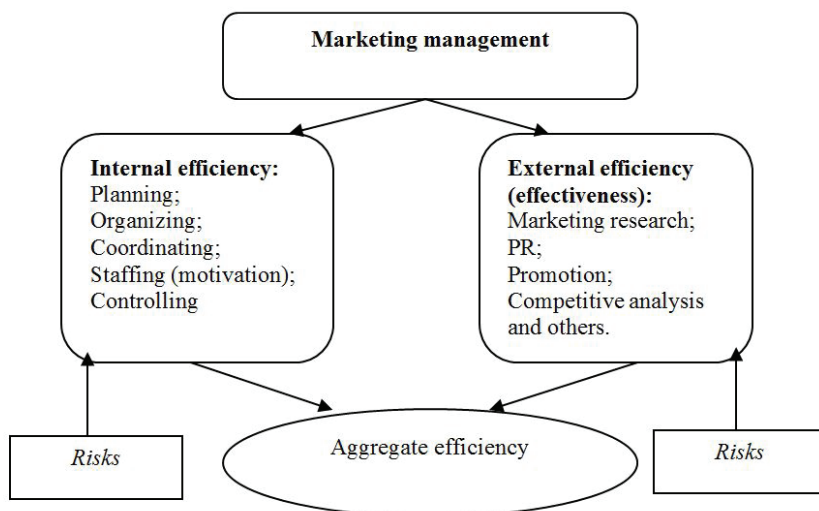 Marketing management
Internal efficiency:
Planning;
Organizing;
Coordinating;
Staffing (motivation);
Controlling
External efficiency
(effectiveness):
Marketing research;
PR;
Promotion;
Competitive analysis
and others.
Risks
Aggregate efficiency
Risks